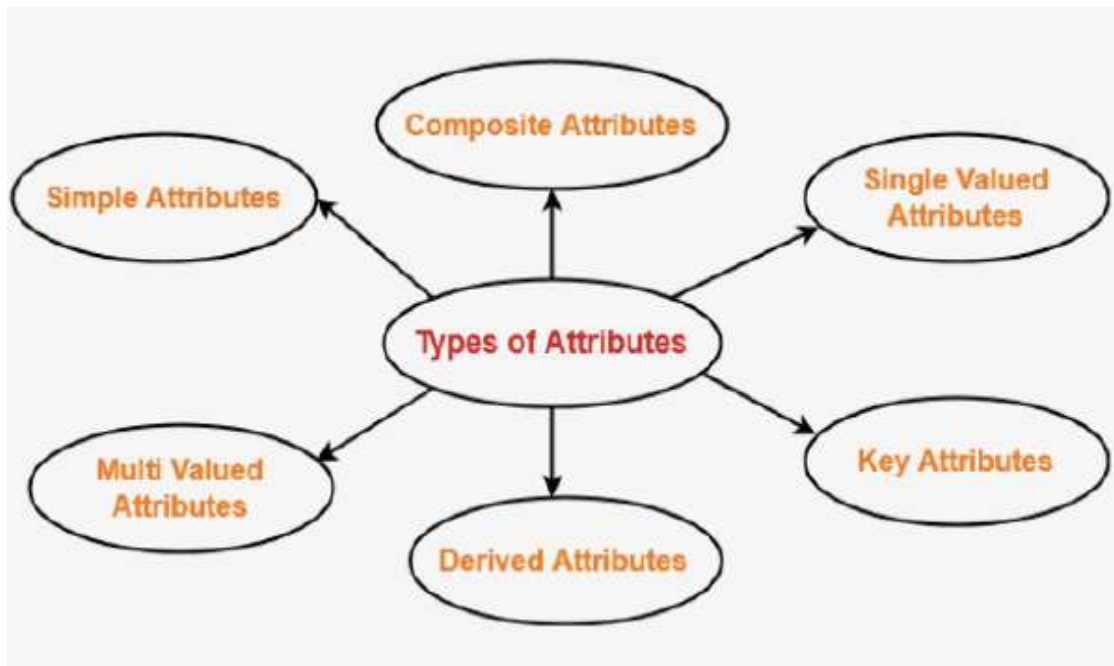 Composite Attributes
Simple Attributes
Single Valued
Attributes
Types of Attributes
Multi Valued
Attributes
Key Attributes
Derived Attributes